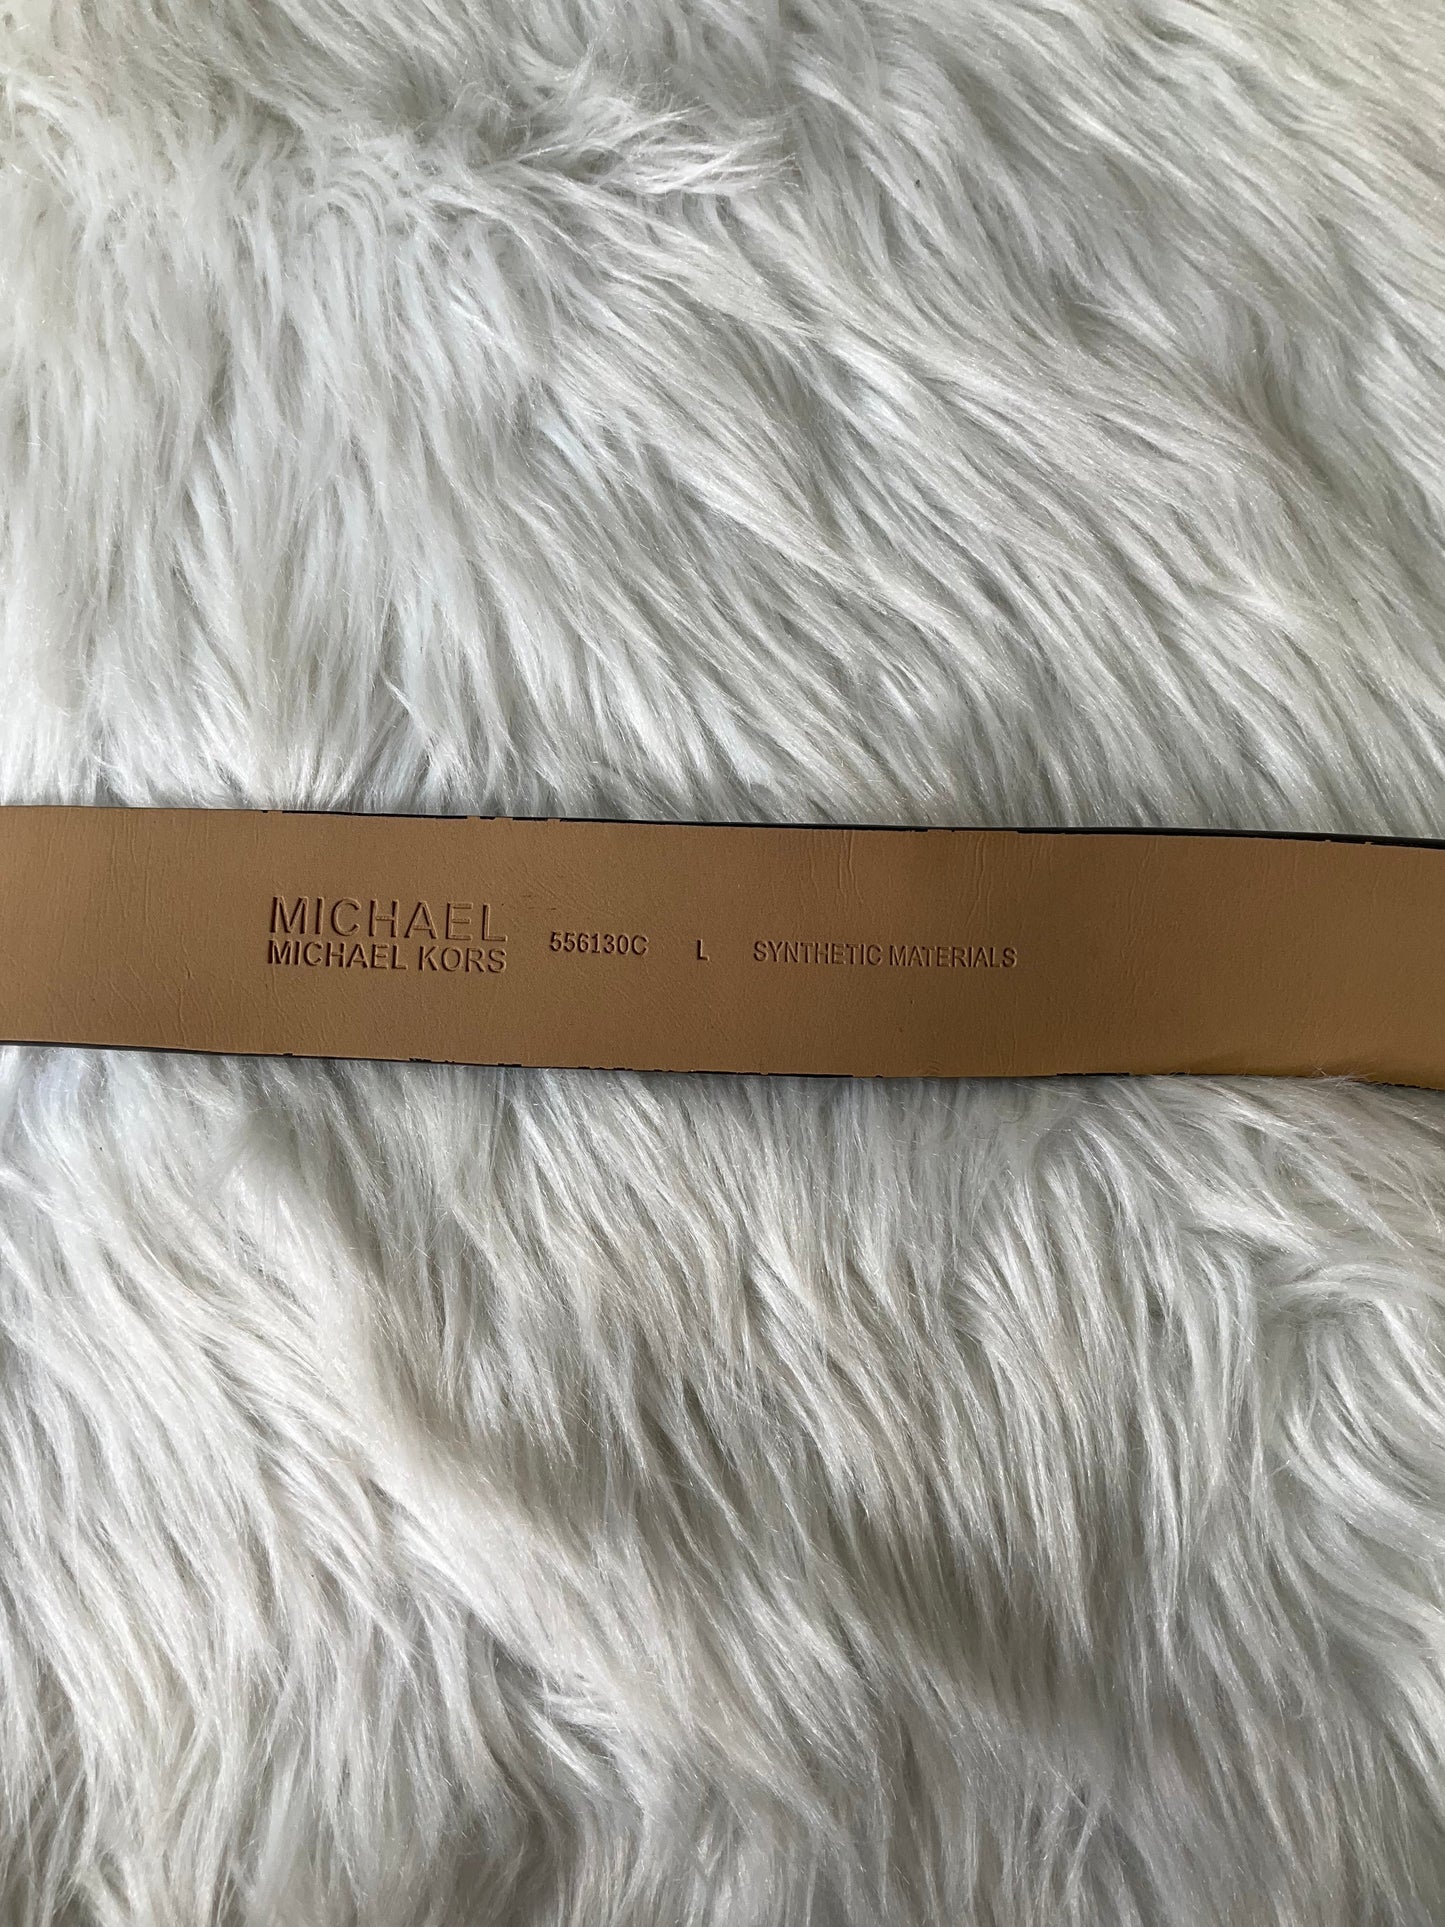 MICHAEL
MICHAEL KORS 556130C L SYNTHETIC MATERIALS